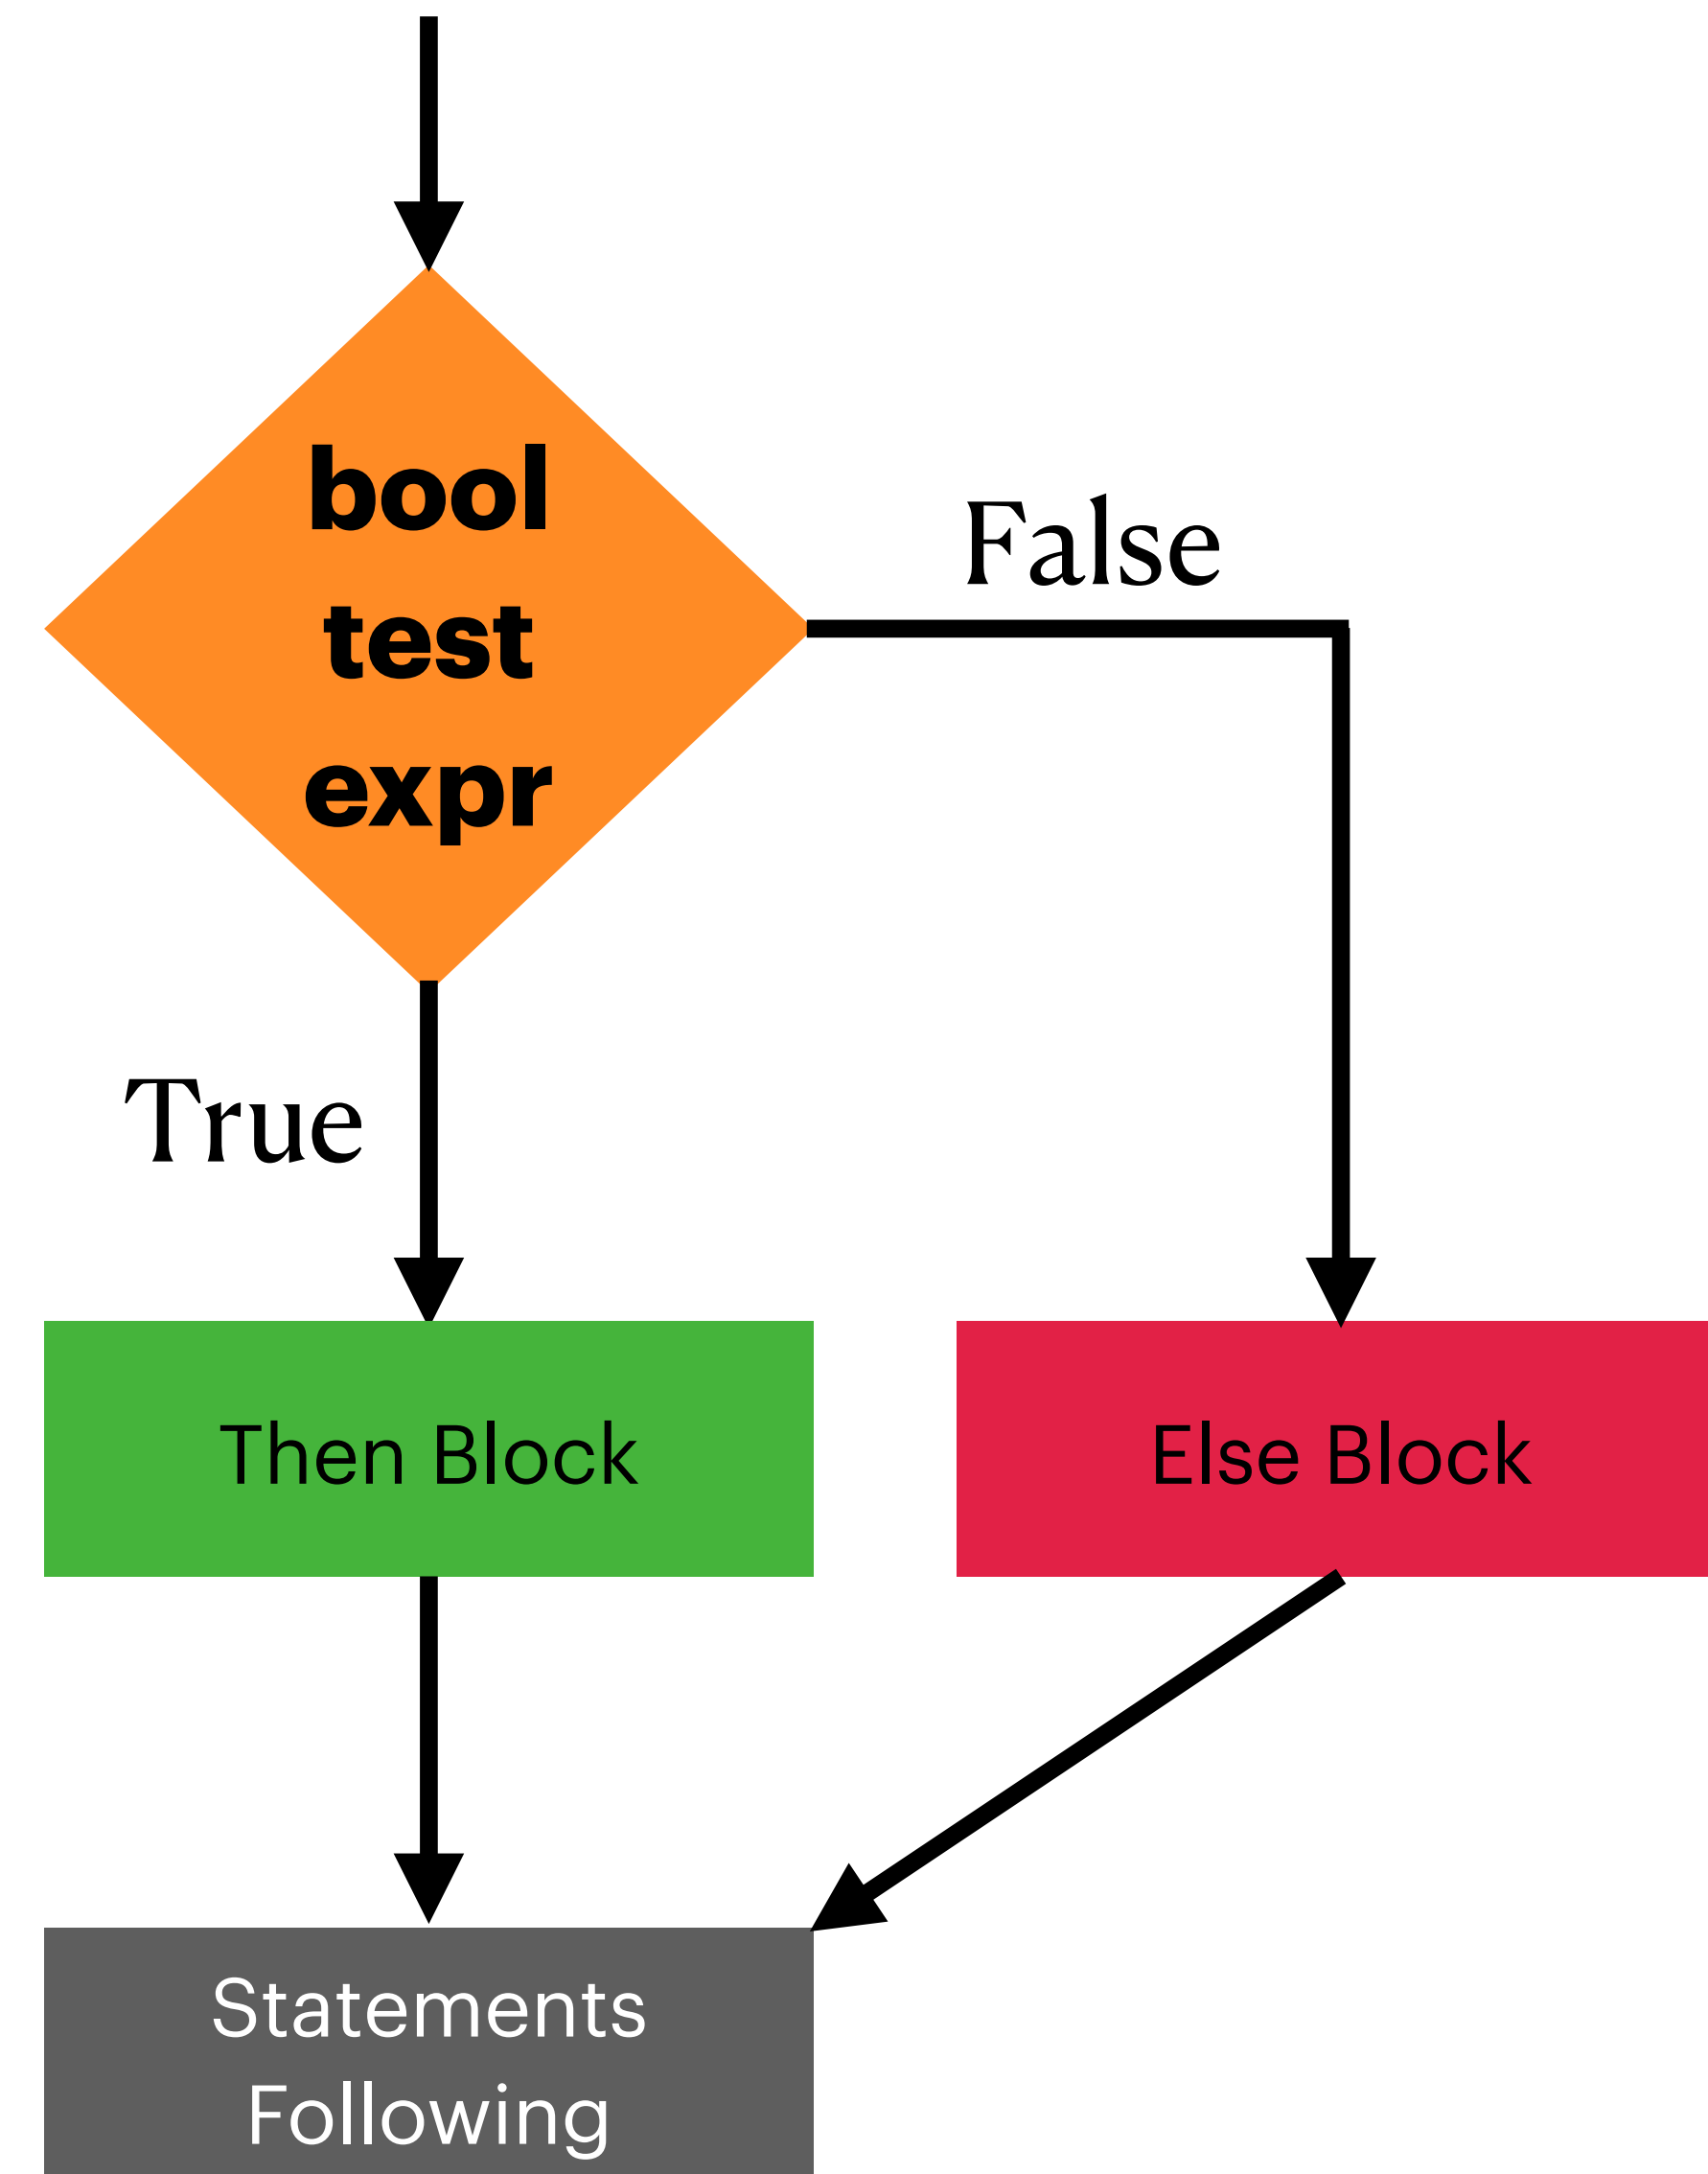 bool
test
expr
False
True
Then Block
Else Block
Statements
Following